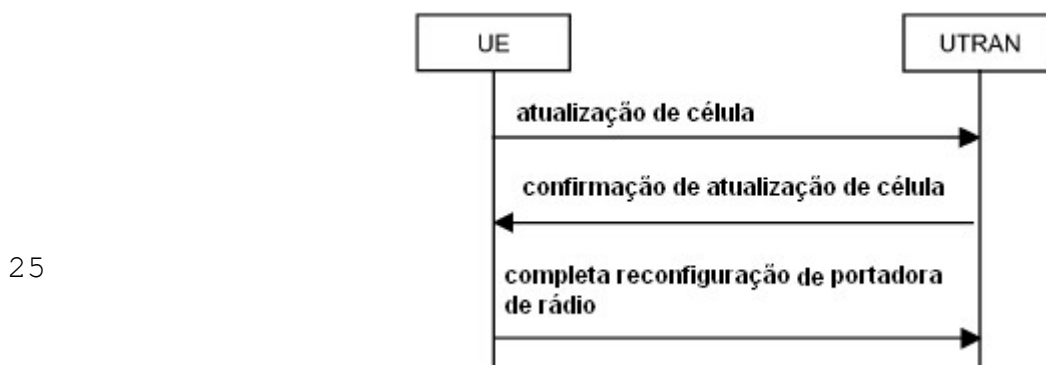 UE
UTRAN
atualização de célula
confirmação de atualização de célula
25
completa reconfiguração de portadora
de rádio